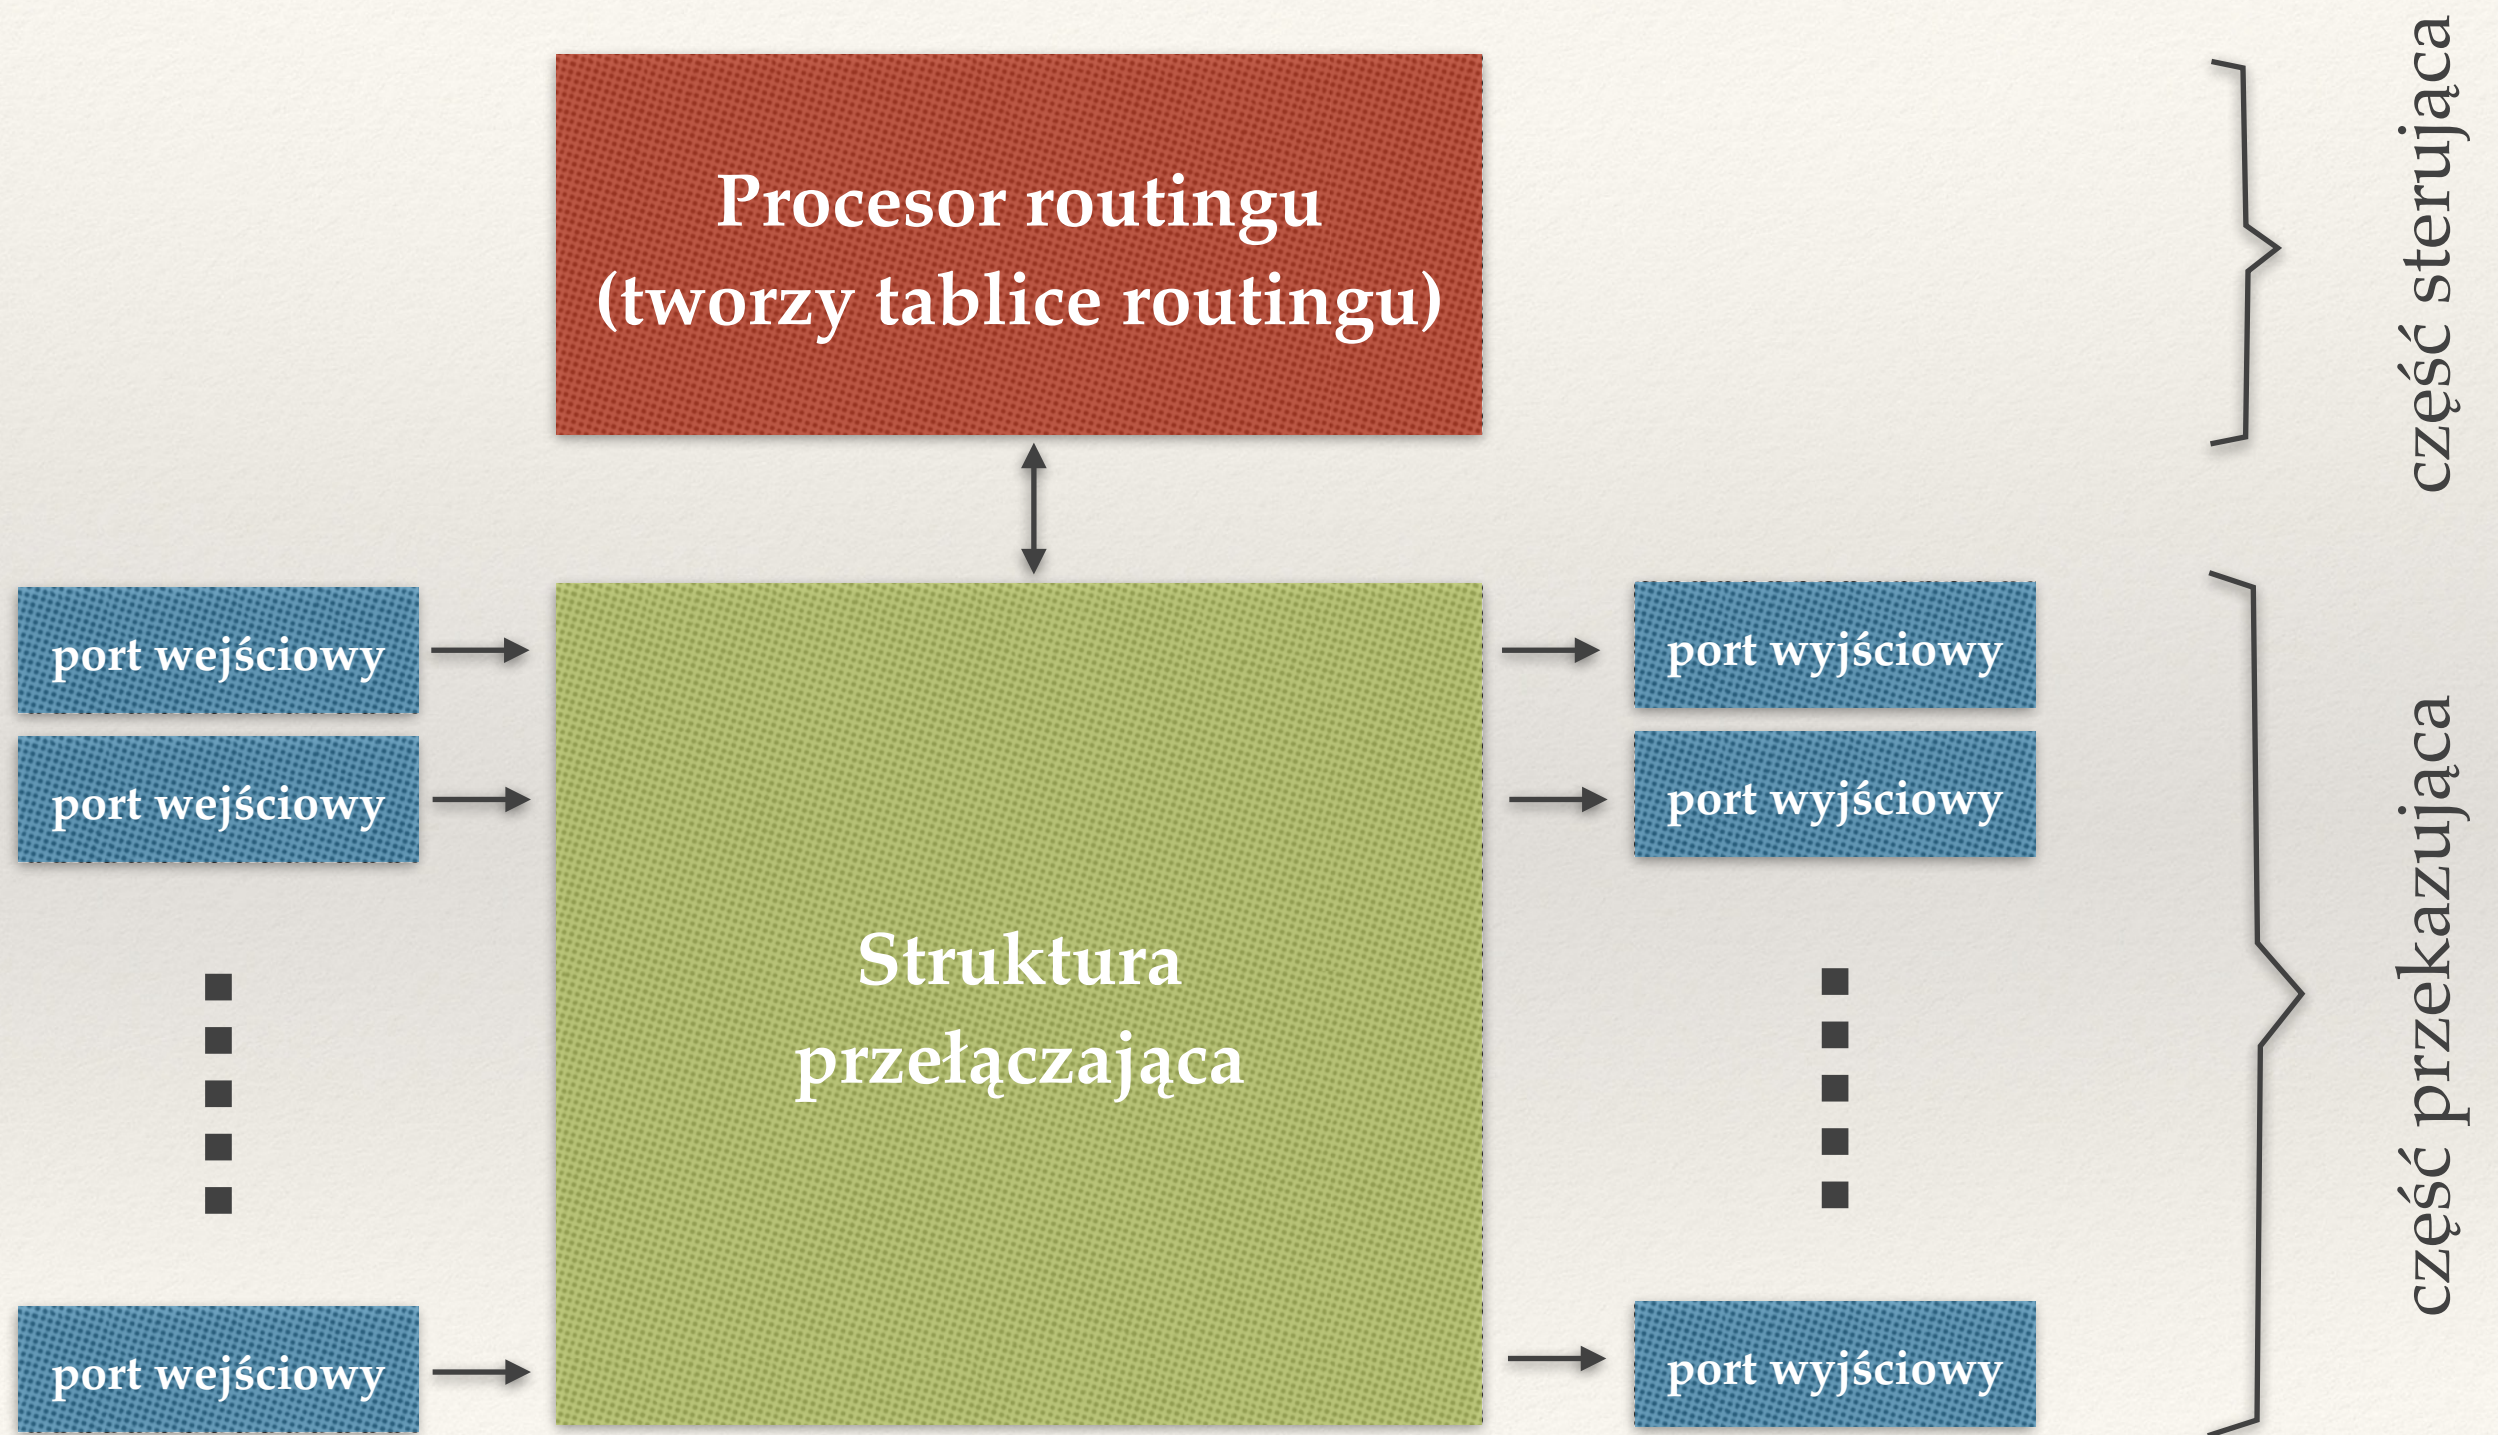 Procesor routingu
(tworzy tablice routingu)
część sterująca
port wejściowy
port wejściowy
port wejściowy
Struktura
przełączająca
port wyjściowy
port wyjściowy
port wyjściowy
część przekazująca